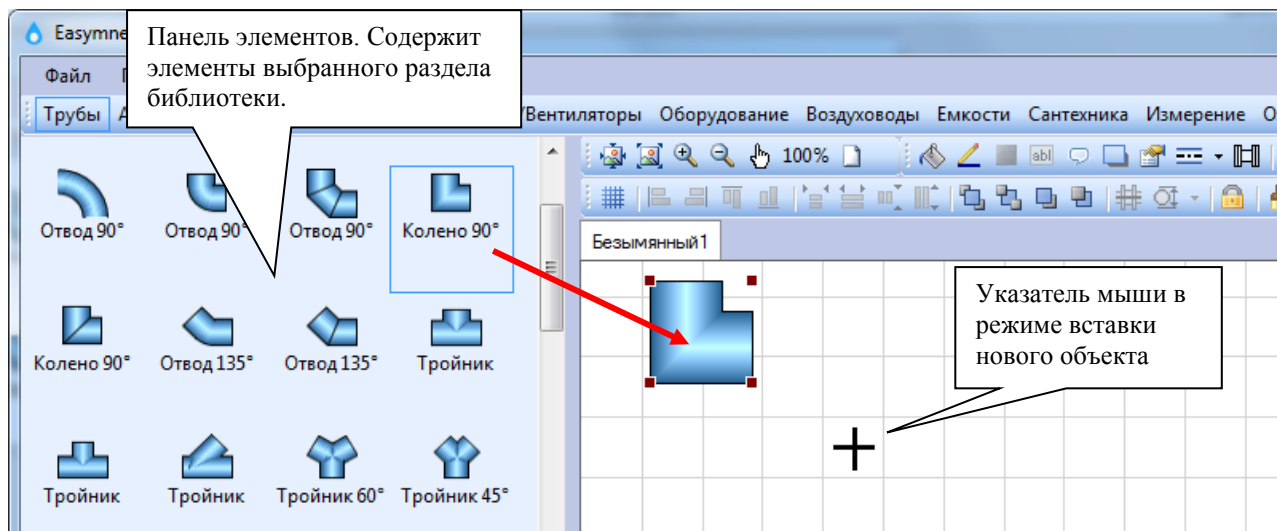 Easymne
Панель элементов. Содержит
элементы выбранного раздела
библиотеки.
Файл
Трубы
/Вентиляторы Оборудование Воздуховоды Емкости Сантехника Измерение О
100%
abl
Отвод 90° Отвод 90° Отвод 90° Колено 90°
Безымянный1
Колено 90° Отвод 135° Отвод 135° Тройник
Указатель мыши в
режиме вставки
нового объекта
Тройник Тройник Тройник 60° Тройник 45°